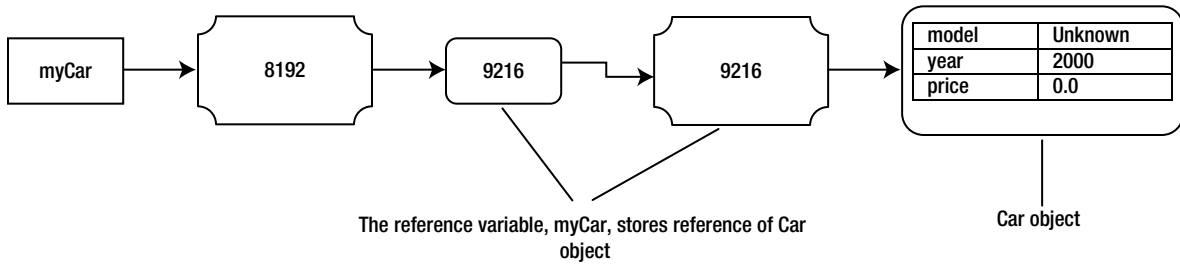 myCar
8192
9216
9216
model Unknown
year 2000
price 0.0
The reference variable, myCar, stores reference of Car
object
Car object